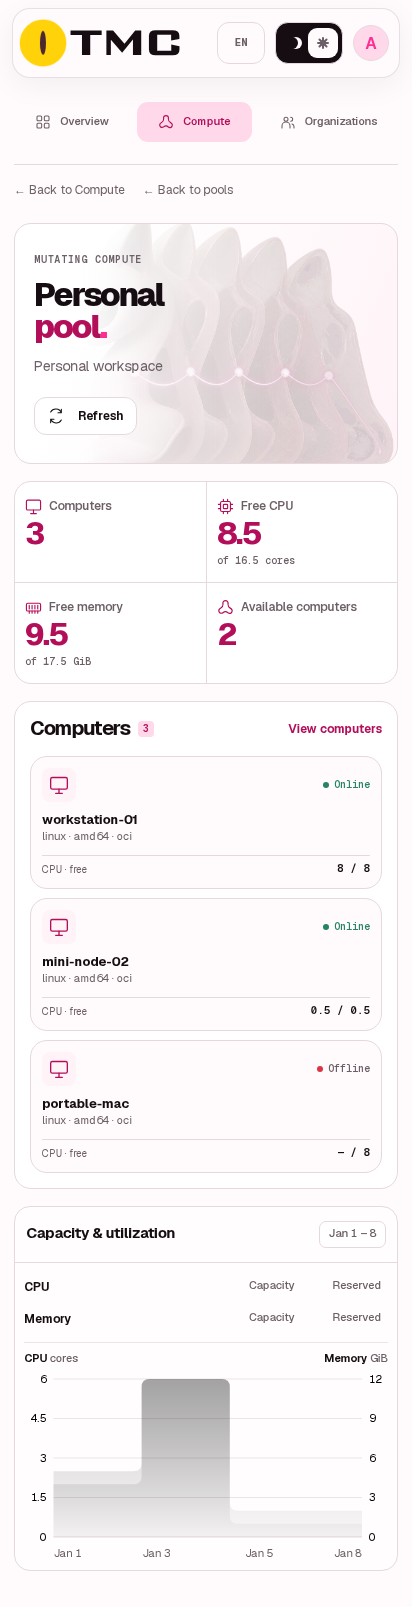 TMC
EN
A
Overview
Compute
Organizations
← Back to Compute
← Back to pools
MUTATING COMPUTE
Personal
pool.
Personal workspace
Refresh
Computers
3
Free CPU
8.5
of 16.5 cores
Free memory
9.5
of 17.5 GiB
Available computers
2
Computers 3
View computers
Online
workstation-01
linux · amd64 · oci
CPU · free
8 / 8
Online
mini-node-02
linux · amd64 · oci
CPU · free
0.5 / 0.5
Offline
portable-mac
linux · amd64 · oci
CPU · free
— / 8
Capacity & utilization
Jan 1 – 8
CPU Capacity Reserved
Memory Capacity Reserved
CPU cores
Memory GiB
6 12
4.5 9
3 6
1.5 3
0 0
Jan 1 Jan 3 Jan 5 Jan 8